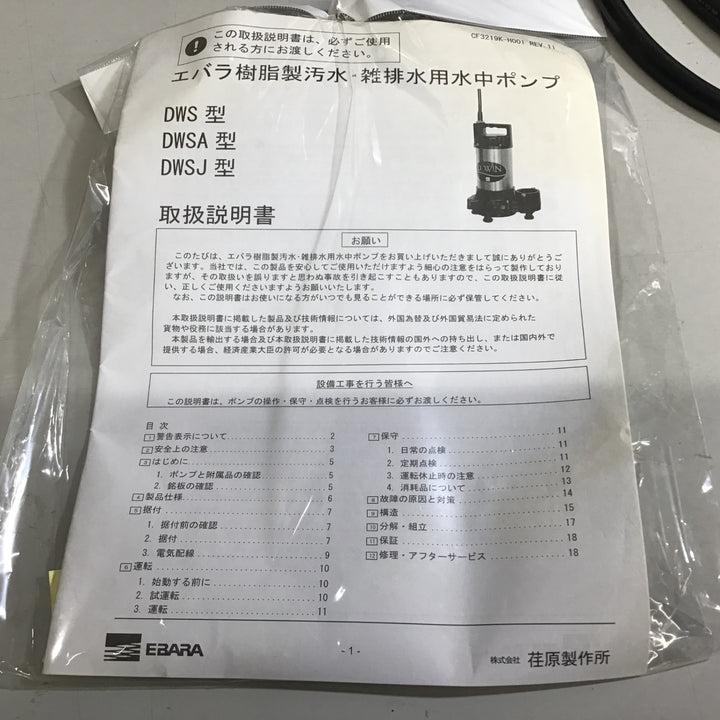 この取扱説明書は、必ずご使用
される方にお渡しください。
CF3219K-H001 REV.11
エバラ樹脂製汚水・雑排水用水中ポンプ
DWS 型
DWSA 型
DWSJ 型
取扱説明書
お願い
このたびは、エバラ樹脂製汚水・雑排水用水中ポンプをお買い上げいただきまして誠にありがとうご
ざいます。当社では、この製品を安心してご使用いただけますよう細心の注意をはらって製作しており
ますが、その取扱いを誤りますと思わぬ事故を引き起こすこともありますので、この取扱説明書に従
い、正しくご使用くださいますようお願いいたします。
なお、この説明書はお使いになる方がいつでも見ることができる場所に必ず保管してください。
本取扱説明書に掲載した製品及び技術情報については、外国為替及び外国貿易法に定められた
貨物や役務に該当する場合があります。
本製品を輸出する場合及び本取扱説明書に掲載した技術情報の国外への持ち出し、または国内外で
提供する場合、経済産業大臣の許可が必要となる場合がありますのでご注意ください。
設備工事を行う皆様へ
この説明書は、ポンプの操作・保守・点検を行うお客様に必ずお渡しください。
目 次
1 警告表示について 2
2 安全上の注意 3
3 はじめに 5
1. ポンプと附属品の確認 5
2. 銘板の確認 5
4 製品仕様 6
5 据付 7
1. 据付前の確認 7
2. 据付 7
3. 電気配線 9
6 運転 10
1. 始動する前に 10
2. 試運転 10
3. 運転 11
7 保守 11
1. 日常の点検 11
2. 定期点検 11
3. 運転休止時の注意 12
4. 消耗品について 13
8 故障の原因と対策 14
9 構造 15
10 分解・組立 17
11 保証 18
12 修理・アフターサービス 18
EBARA
-1-
株式会社 荏原製作所